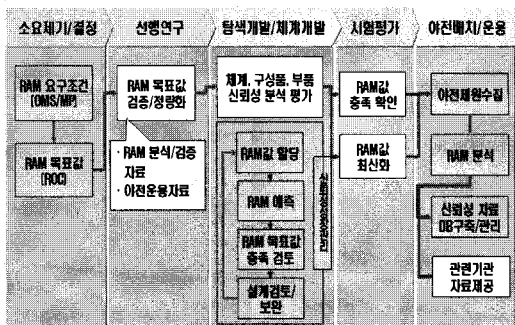 소요제기/결정
선행연구
탐색개발/체계개발
시험평가
야전배치/운용
RAM 요구조건
(OMS/MP)
RAM 목표값
(ROC)
RAM 목표값
검증/정량화
· RAM 분석/검증
자료
· 야전운용자료
체계, 구성품, 부품
신뢰성 분석 평가
RAM값 할당
RAM 예측
RAM 목표값
충족 검토
설계검토/
보완
RAM값
충족 확인
RAM값
최신화
야전제원수집
RAM 분석
신뢰성 자료
DB구축/관리
관련기관
자료제공